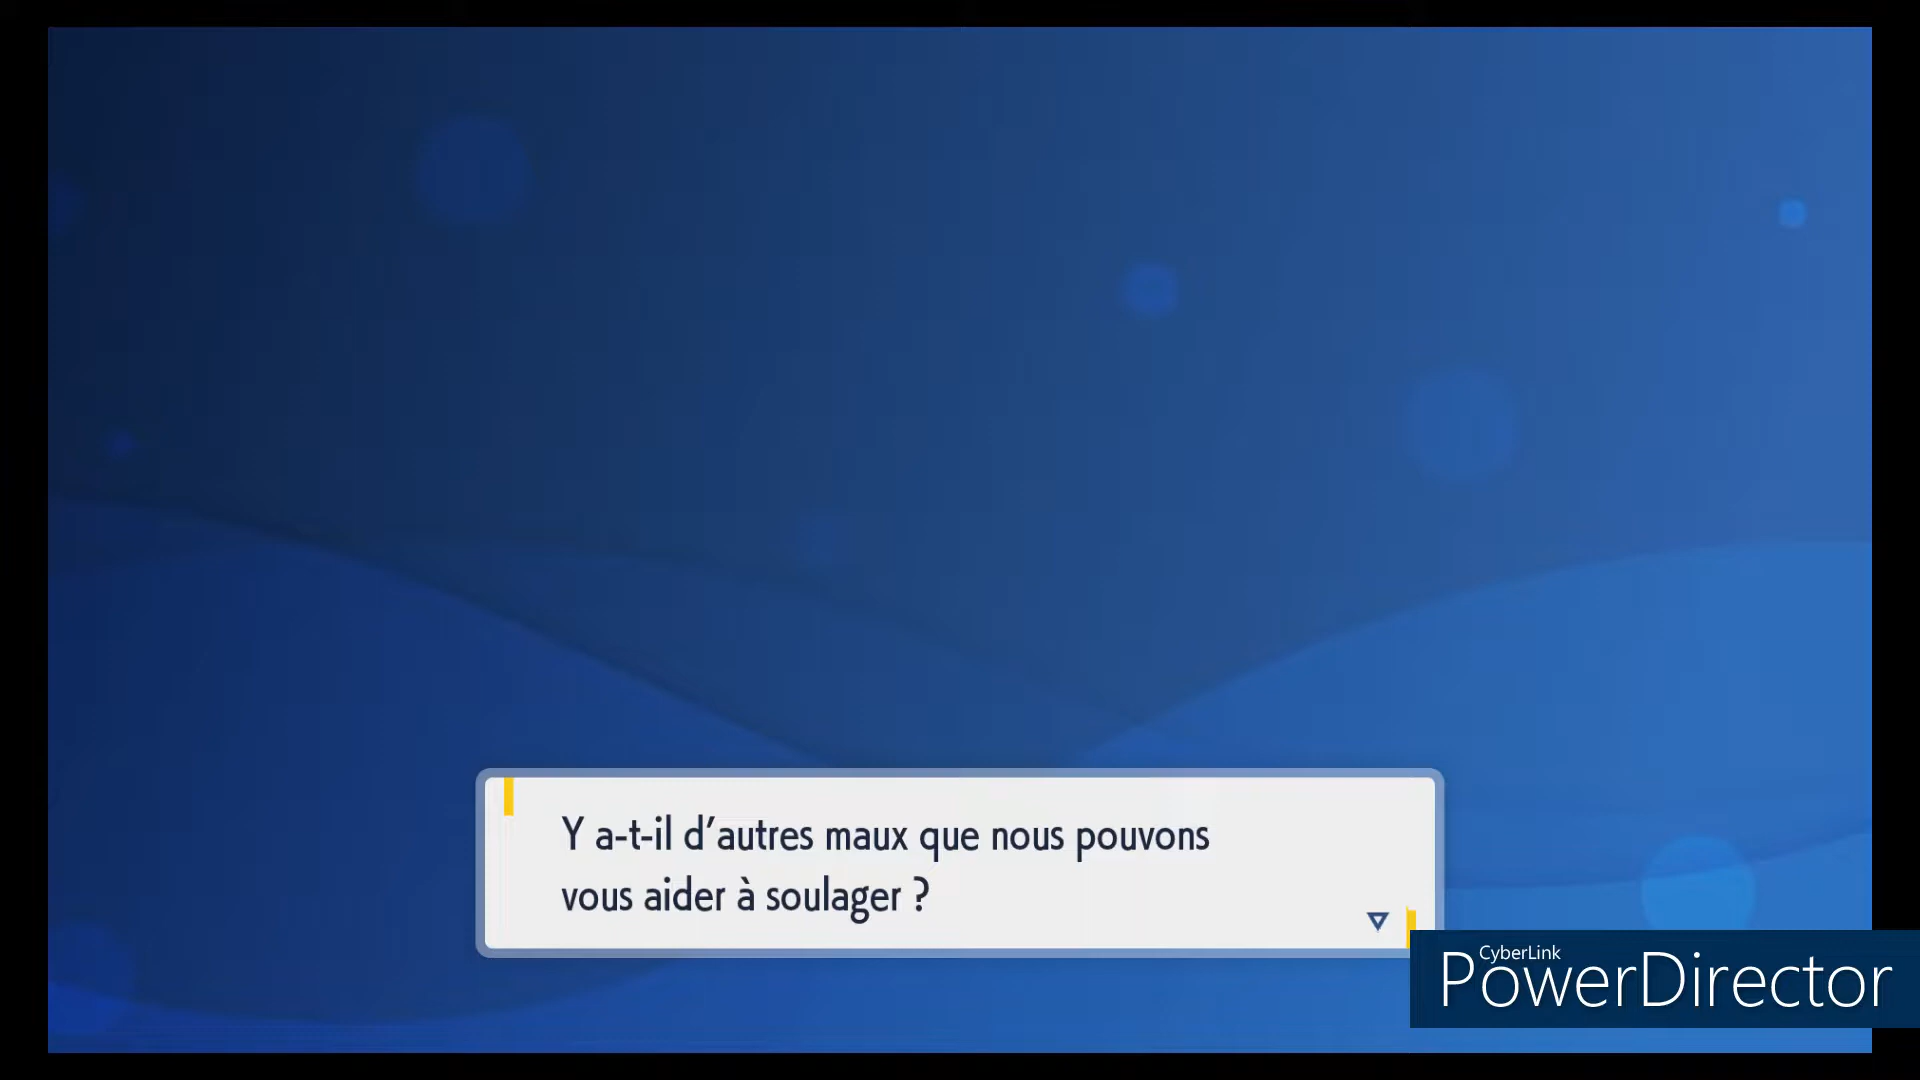 Y a-t-il d’autres maux que nous pouvons
vous aider à soulager ?
CyberLink
PowerDirector